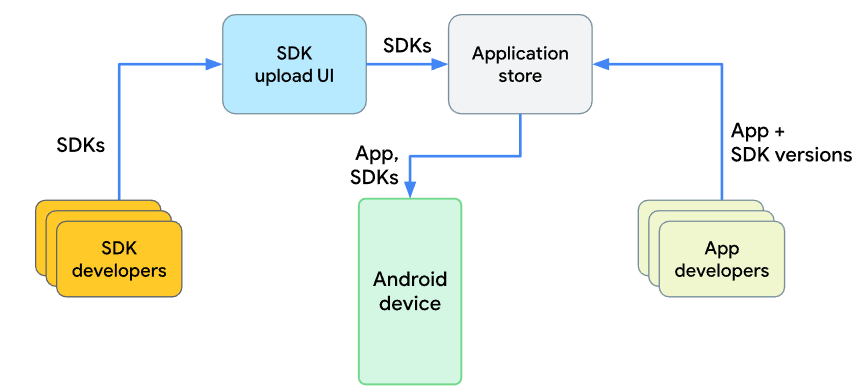 SDK
upload UI
SDKs
Application
store
SDKs
App +
SDK versions
App,
SDKs
SDK
developers
Android
device
App
developers